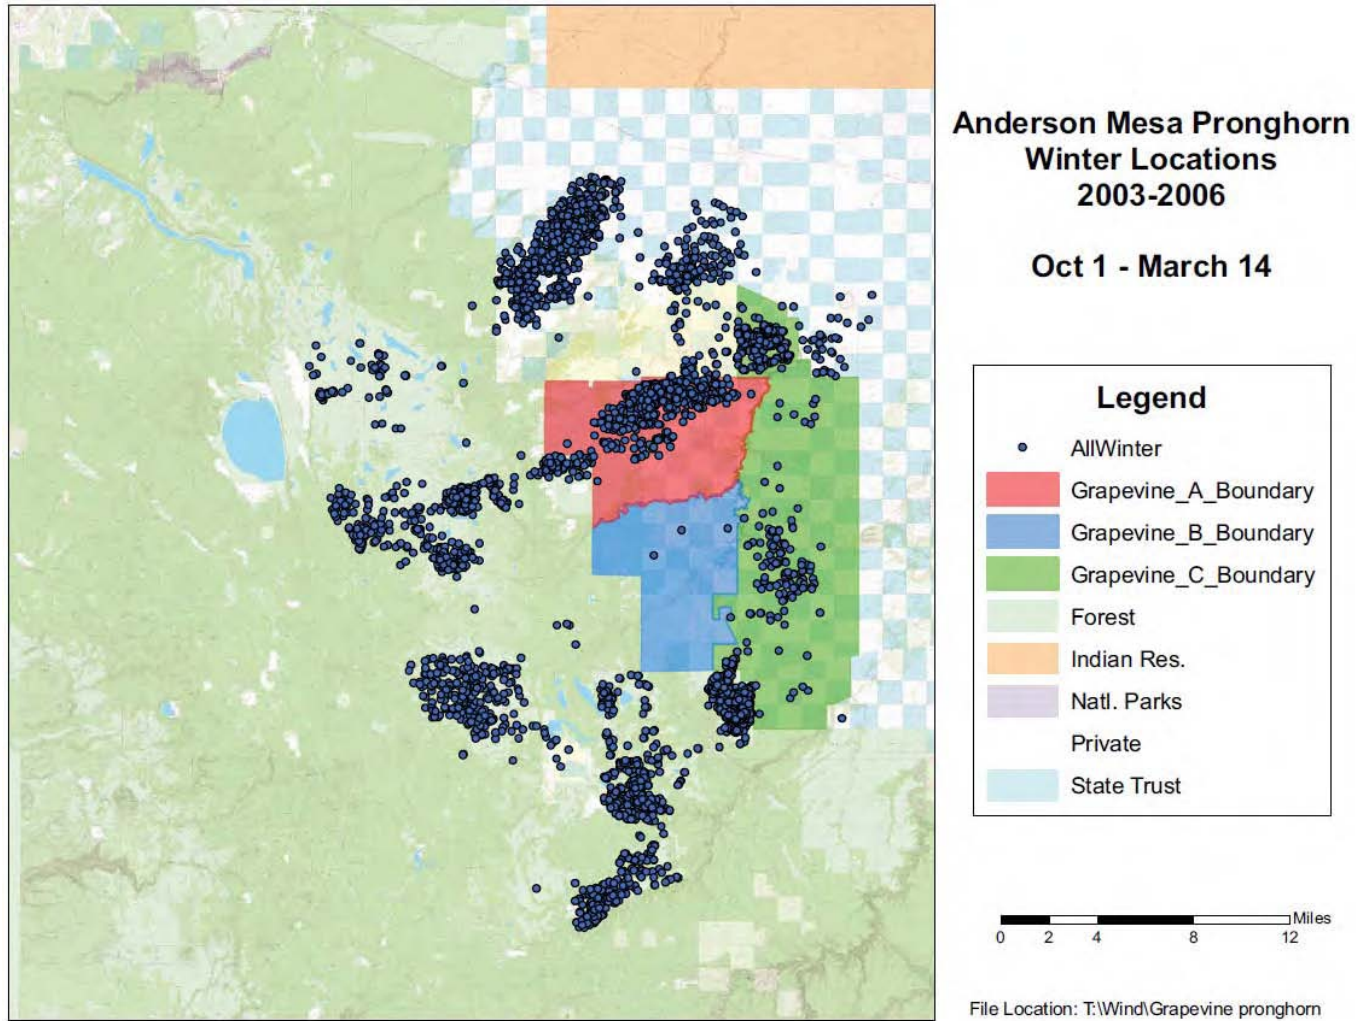 Anderson Mesa Pronghorn
Winter Locations
2003-2006
Oct 1 - March 14
Legend
AllWinter
Grapevine_A_Boundary
Grapevine_B_Boundary
Grapevine_C_Boundary
Forest
Indian Res.
Natl. Parks
Private
State Trust
Miles
0 2 4 8 12
File Location: T:\Wind\Grapevine pronghorn